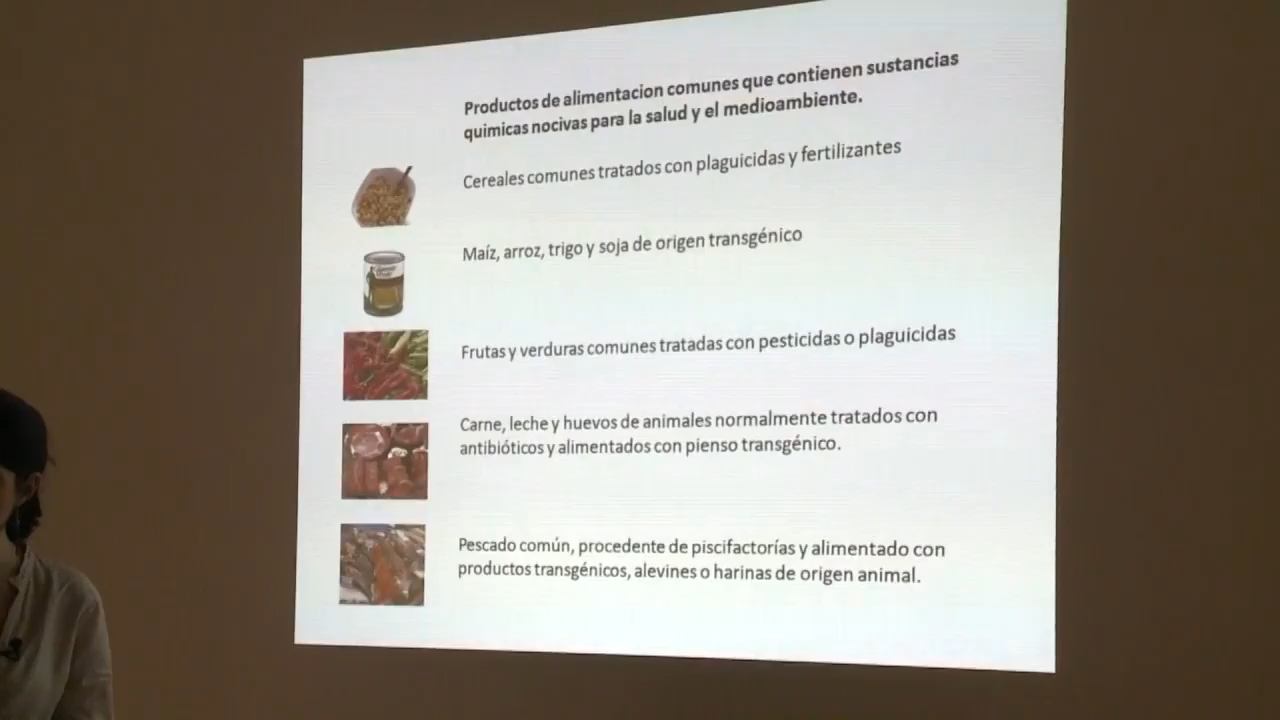 Productos de alimentacion comunes que contienen sustancias
quimicas nocivas para la salud y el medioambiente.
Cereales comunes tratados con plaguicidas y fertilizantes
Maíz, arroz, trigo y soja de origen transgénico
Frutas y verduras comunes tratadas con pesticidas o plaguicidas
Carne, leche y huevos de animales normalmente tratados con
antibióticos y alimentados con pienso transgénico.
Pescado común, procedente de piscifactorías y alimentado con
productos transgénicos, alevines o harinas de origen animal.